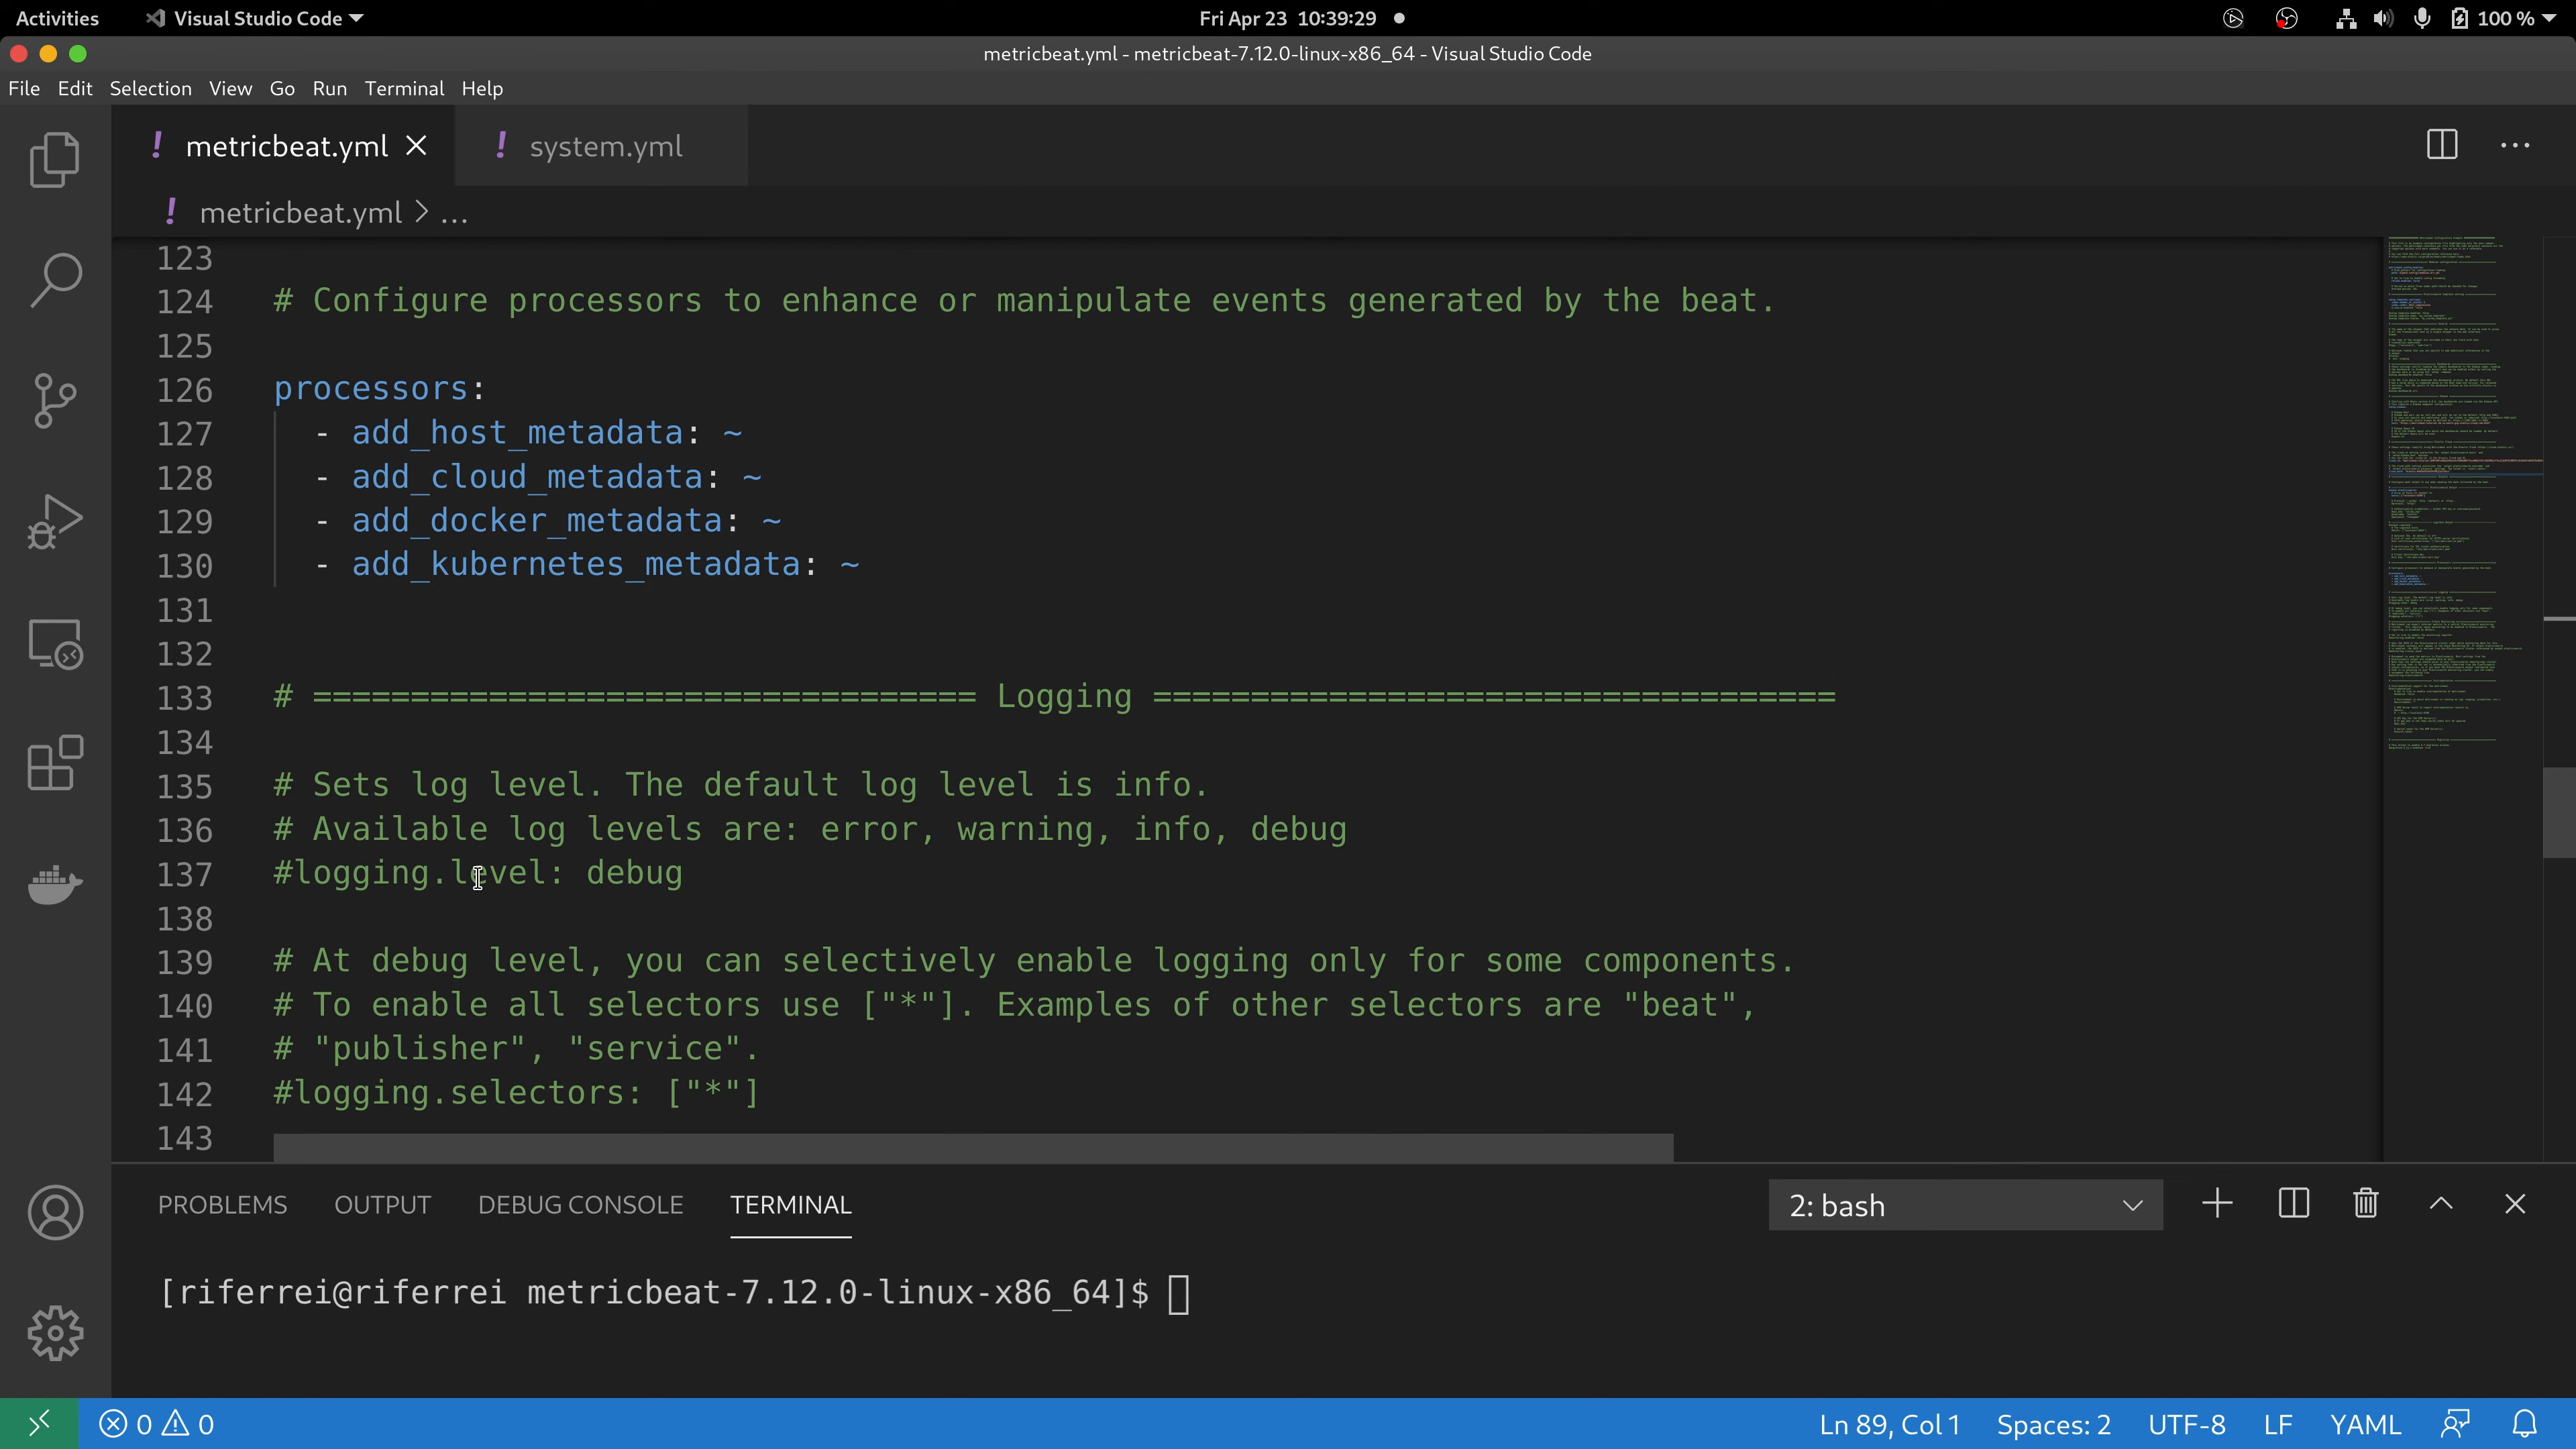 Activities Visual Studio Code Fri Apr 23 10:39:29 100 %
metricbeat.yml - metricbeat-7.12.0-linux-x86_64 - Visual Studio Code
File Edit Selection View Go Run Terminal Help
! metricbeat.yml ! system.yml
! metricbeat.yml > ...
123
124 # Configure processors to enhance or manipulate events generated by the beat.
125
126 processors:
127 - add_host_metadata: ~
128 - add_cloud_metadata: ~
129 - add_docker_metadata: ~
130 - add_kubernetes_metadata: ~
131
132
133 # ================================== Logging ===================================
134
135 # Sets log level. The default log level is info.
136 # Available log levels are: error, warning, info, debug
137 #logging.level: debug
138
139 # At debug level, you can selectively enable logging only for some components.
140 # To enable all selectors use ["*"]. Examples of other selectors are "beat",
141 # "publisher", "service".
142 #logging.selectors: ["*"]
143
PROBLEMS OUTPUT DEBUG CONSOLE TERMINAL 2: bash
[riferrei@riferrei metricbeat-7.12.0-linux-x86_64]$
0 0 Ln 89, Col 1 Spaces: 2 UTF-8 LF YAML